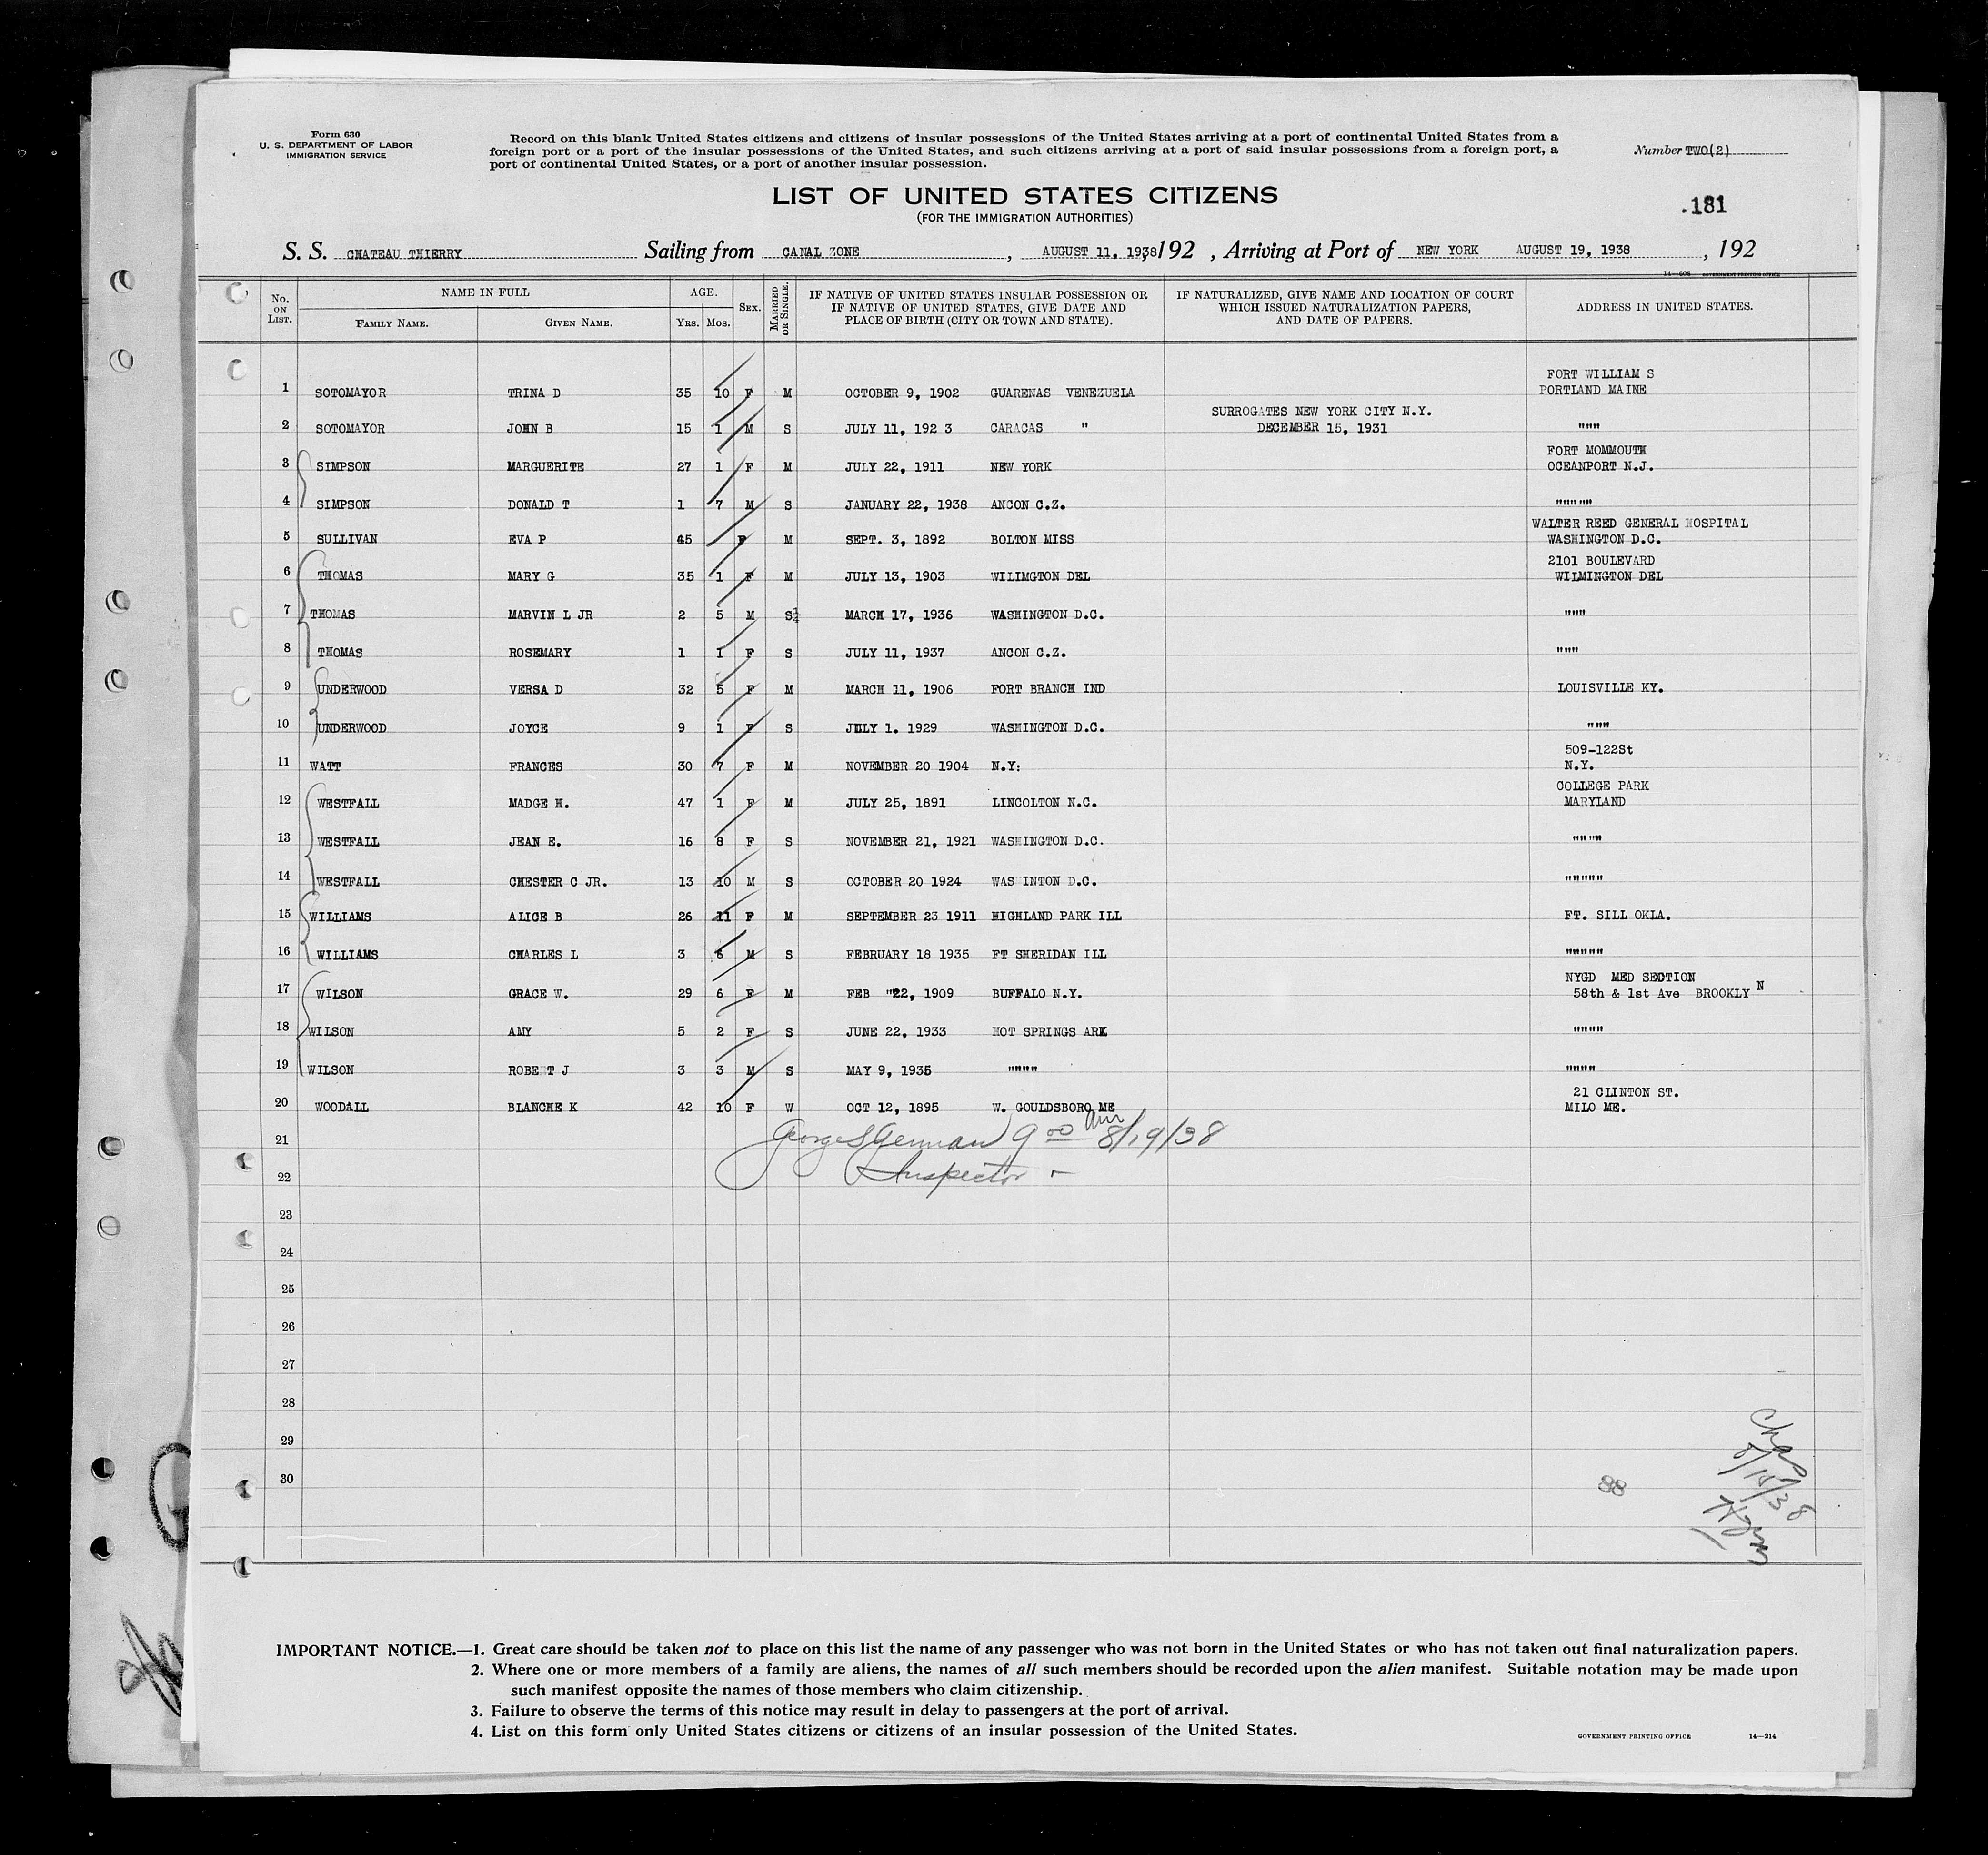 Form 630
U. S. DEPARTMENT OF LABOR
IMMIGRATION SERVICE
Record on this blank United States citizens and citizens of insular possessions of the United States arriving at a port of continental United States from a
foreign port or a port of the insular possessions of the United States, and such citizens arriving at a port of said insular possessions from a foreign port, a
port of continental United States, or a port of another insular possession.
Number TWO(2)
LIST OF UNITED STATES CITIZENS
(FOR THE IMMIGRATION AUTHORITIES)
.181
S. S. CHATEAU THIERRY Sailing from CANAL ZONE , AUGUST 11, 1938 192 , Arriving at Port of NEW YORK AUGUST 19, 1938 , 192
No. ON LIST. NAME IN FULL AGE. SEX. MARRIED OR SINGLE. IF NATIVE OF UNITED STATES INSULAR POSSESSION OR IF NATIVE OF UNITED STATES, GIVE DATE AND PLACE OF BIRTH (CITY OR TOWN AND STATE). IF NATURALIZED, GIVE NAME AND LOCATION OF COURT WHICH ISSUED NATURALIZATION PAPERS, AND DATE OF PAPERS. ADDRESS IN UNITED STATES.
FAMILY NAME. GIVEN NAME. YRS. MOS.
FORT WILLIAM S
1 SOTOMAYOR TRINA D 35 10 F M OCTOBER 9, 1902 GUARENAS VENEZUELA PORTLAND MAINE
SURROGATES NEW YORK CITY N.Y.
2 SOTOMAYOR JOHN B 15 1 M S JULY 11, 192 3 CARACAS " DECEMBER 15, 1931 """
FORT MOMMOUTH
3 SIMPSON MARGUERITE 27 1 F M JULY 22, 1911 NEW YORK OCEANPORT N.J.
4 SIMPSON DONALD T 1 7 M S JANUARY 22, 1938 ANCON C.Z. """"""
WALTER REED GENERAL HOSPITAL
5 SULLIVAN EVA P 45 F M SEPT. 3, 1892 BOLTON MISS WASHINGTON D.C.
2101 BOULEVARD
6 THOMAS MARY G 35 1 F M JULY 13, 1903 WILIMGTON DEL WILMINGTON DEL
7 THOMAS MARVIN L JR 2 5 M S MARCH 17, 1936 WASHINGTON D.C. """
8 THOMAS ROSEMARY 1 1 F S JULY 11, 1937 ANCON C.Z. """
9 UNDERWOOD VERSA D 32 5 F M MARCH 11, 1906 FORT BRANCH IND LOUISVILLE KY.
10 UNDERWOOD JOYCE 9 1 F S JULY 1. 1929 WASHINGTON D.C. """
509-122St
11 WATT FRANCES 30 7 F M NOVEMBER 20 1904 N.Y: N.Y.
COLLEGE PARK
12 WESTFALL MADGE H. 47 1 F M JULY 25, 1891 LINCOLTON N.C. MARYLAND
13 WESTFALL JEAN E. 16 8 F S NOVEMBER 21, 1921 WASHINGTON D.C. """"
14 WESTFALL CHESTER C JR. 13 10 M S OCTOBER 20 1924 WAS INTON D.C. """""
15 WILLIAMS ALICE B 26 11 F M SEPTEMBER 23 1911 HIGHLAND PARK ILL FT. SILL OKLA.
16 WILLIAMS CHARLES L 3 6 M S FEBRUARY 18 1935 FT SHERIDAN ILL """""
NYGD MED SECTION
17 WILSON GRACE W. 29 6 F M FEB "22, 1909 BUFFALO N.Y. 58th & 1st Ave BROOKLY N
18 WILSON AMY 5 2 F S JUNE 22, 1933 HOT SPRINGS ARK """"
19 WILSON ROBE T J 3 3 M S MAY 9, 1935 """" """"
21 CLINTON ST.
20 WOODALL BLANCHE K 42 10 F W OCT 12, 1895 W. GOULDSBORO ME MILO ME.
21 George S German 9 00 am 8/19/38
22 Inspector
23
24
25
26
27
28
29
30
88
IMPORTANT NOTICE.—1. Great care should be taken not to place on this list the name of any passenger who was not born in the United States or who has not taken out final naturalization papers.
2. Where one or more members of a family are aliens, the names of all such members should be recorded upon the alien manifest. Suitable notation may be made upon
such manifest opposite the names of those members who claim citizenship.
3. Failure to observe the terms of this notice may result in delay to passengers at the port of arrival.
4. List on this form only United States citizens or citizens of an insular possession of the United States.
GOVERNMENT PRINTING OFFICE 14—214